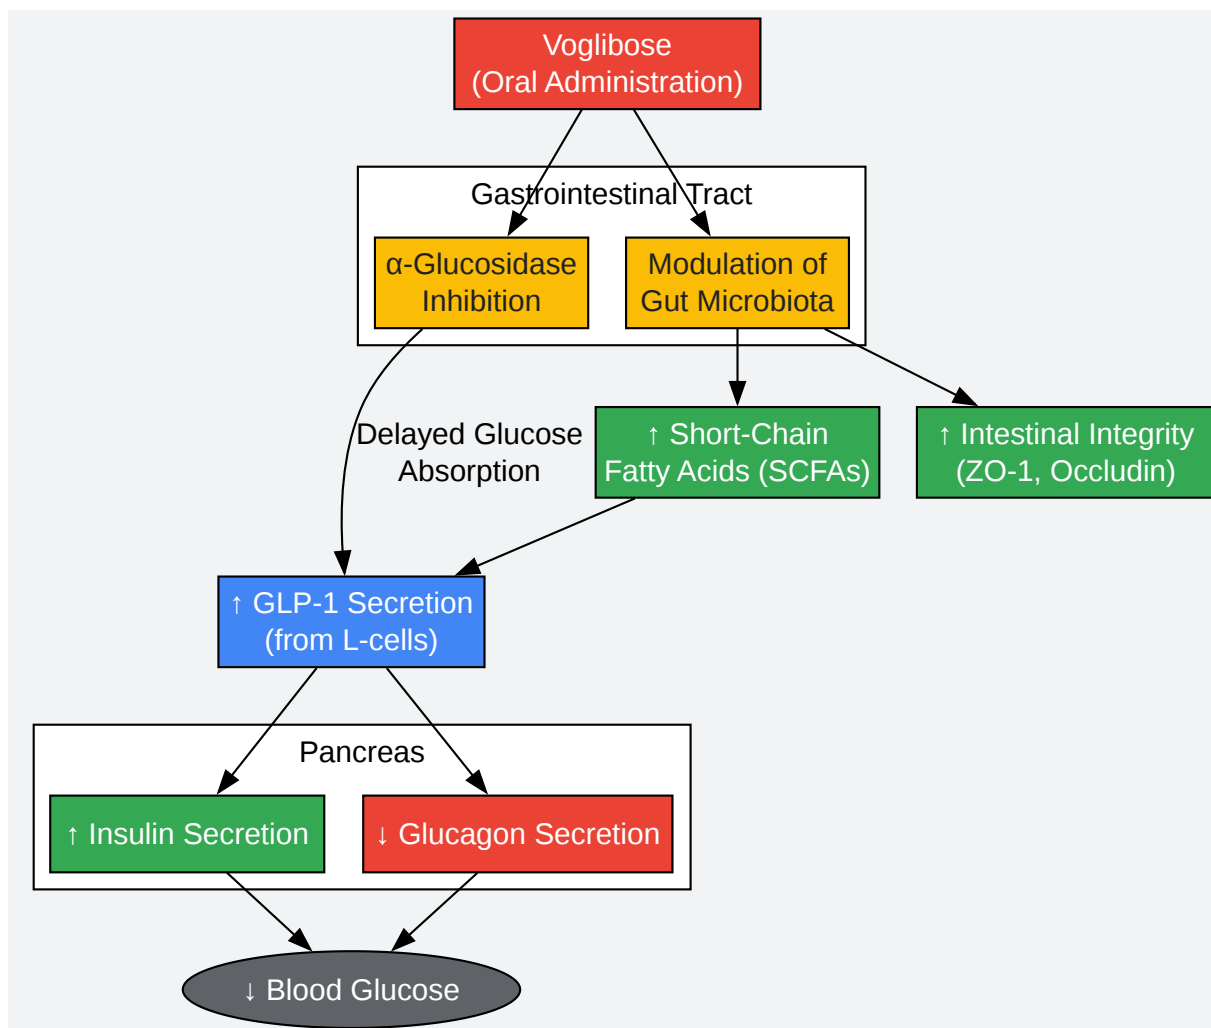 Voglibose
(Oral Administration)
Gastrointestinal Tract
α-Glucosidase
Inhibition
Modulation of
Gut Microbiota
Delayed Glucose
Absorption
↑ Short-Chain
Fatty Acids (SCFAs)
↑ Intestinal Integrity
(ZO-1, Occludin)
↑ GLP-1 Secretion
(from L-cells)
Pancreas
↑ Insulin Secretion
↓ Glucagon Secretion
↓ Blood Glucose